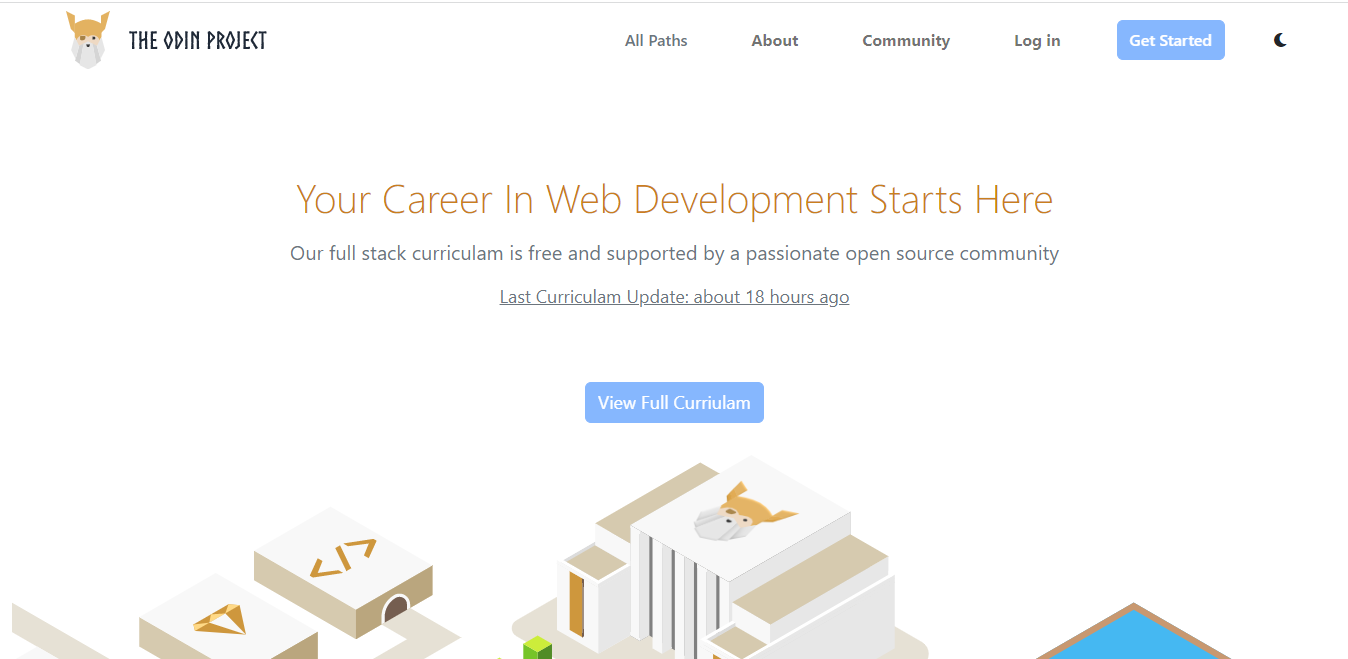 THE ODIN PROJECT
All Paths
About
Community
Log in
Get Started
Your Career In Web Development Starts Here
Our full stack curriculam is free and supported by a passionate open source community
Last Curriculam Update: about 18 hours ago
View Full Curriulam
</>